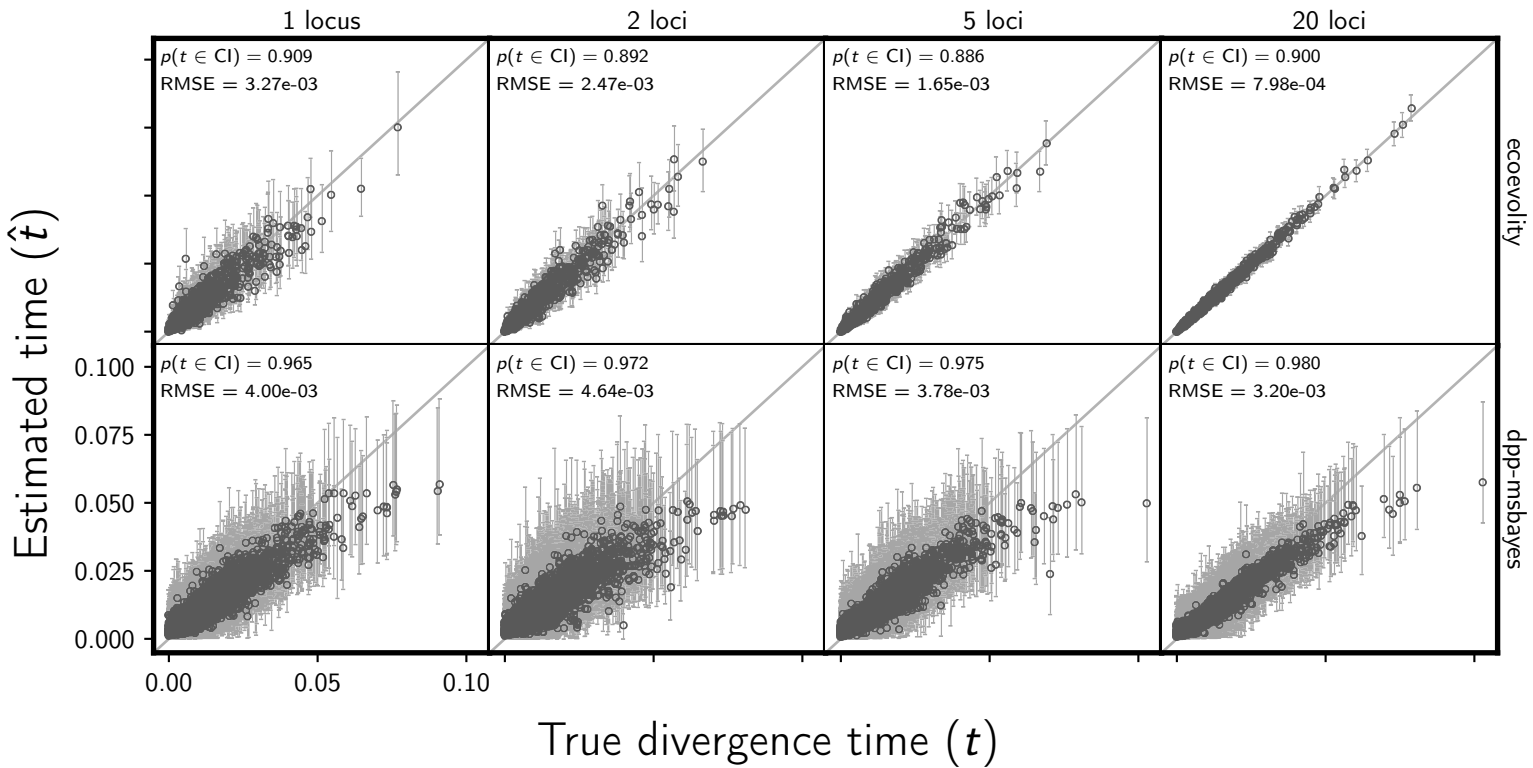 1 locus
2 loci
5 loci
20 loci
p(t ∈ CI) = 0.909
RMSE = 3.27e-03
p(t ∈ CI) = 0.892
RMSE = 2.47e-03
p(t ∈ CI) = 0.886
RMSE = 1.65e-03
p(t ∈ CI) = 0.900
RMSE = 7.98e-04
ecoevolity
p(t ∈ CI) = 0.965
RMSE = 4.00e-03
p(t ∈ CI) = 0.972
RMSE = 4.64e-03
p(t ∈ CI) = 0.975
RMSE = 3.78e-03
p(t ∈ CI) = 0.980
RMSE = 3.20e-03
dpp-msbayes
Estimated time (t̂)
0.100
0.075
0.050
0.025
0.000
0.00
0.05
0.10
True divergence time (t)